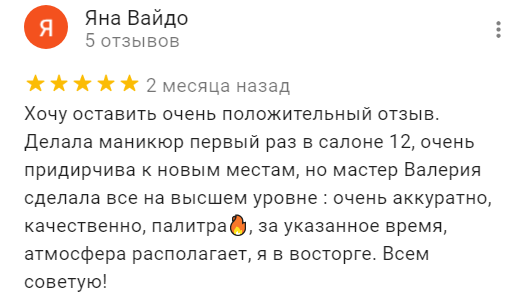 Я
Яна Вайдо
5 отзывов
2 месяца назад
Хочу оставить очень положительный отзыв.
Делала маникюр первый раз в салоне 12, очень
придирчива к новым местам, но мастер Валерия
сделала все на высшем уровне : очень аккуратно,
качественно, палитра🔥, за указанное время,
атмосфера располагает, я в восторге. Всем
советую!